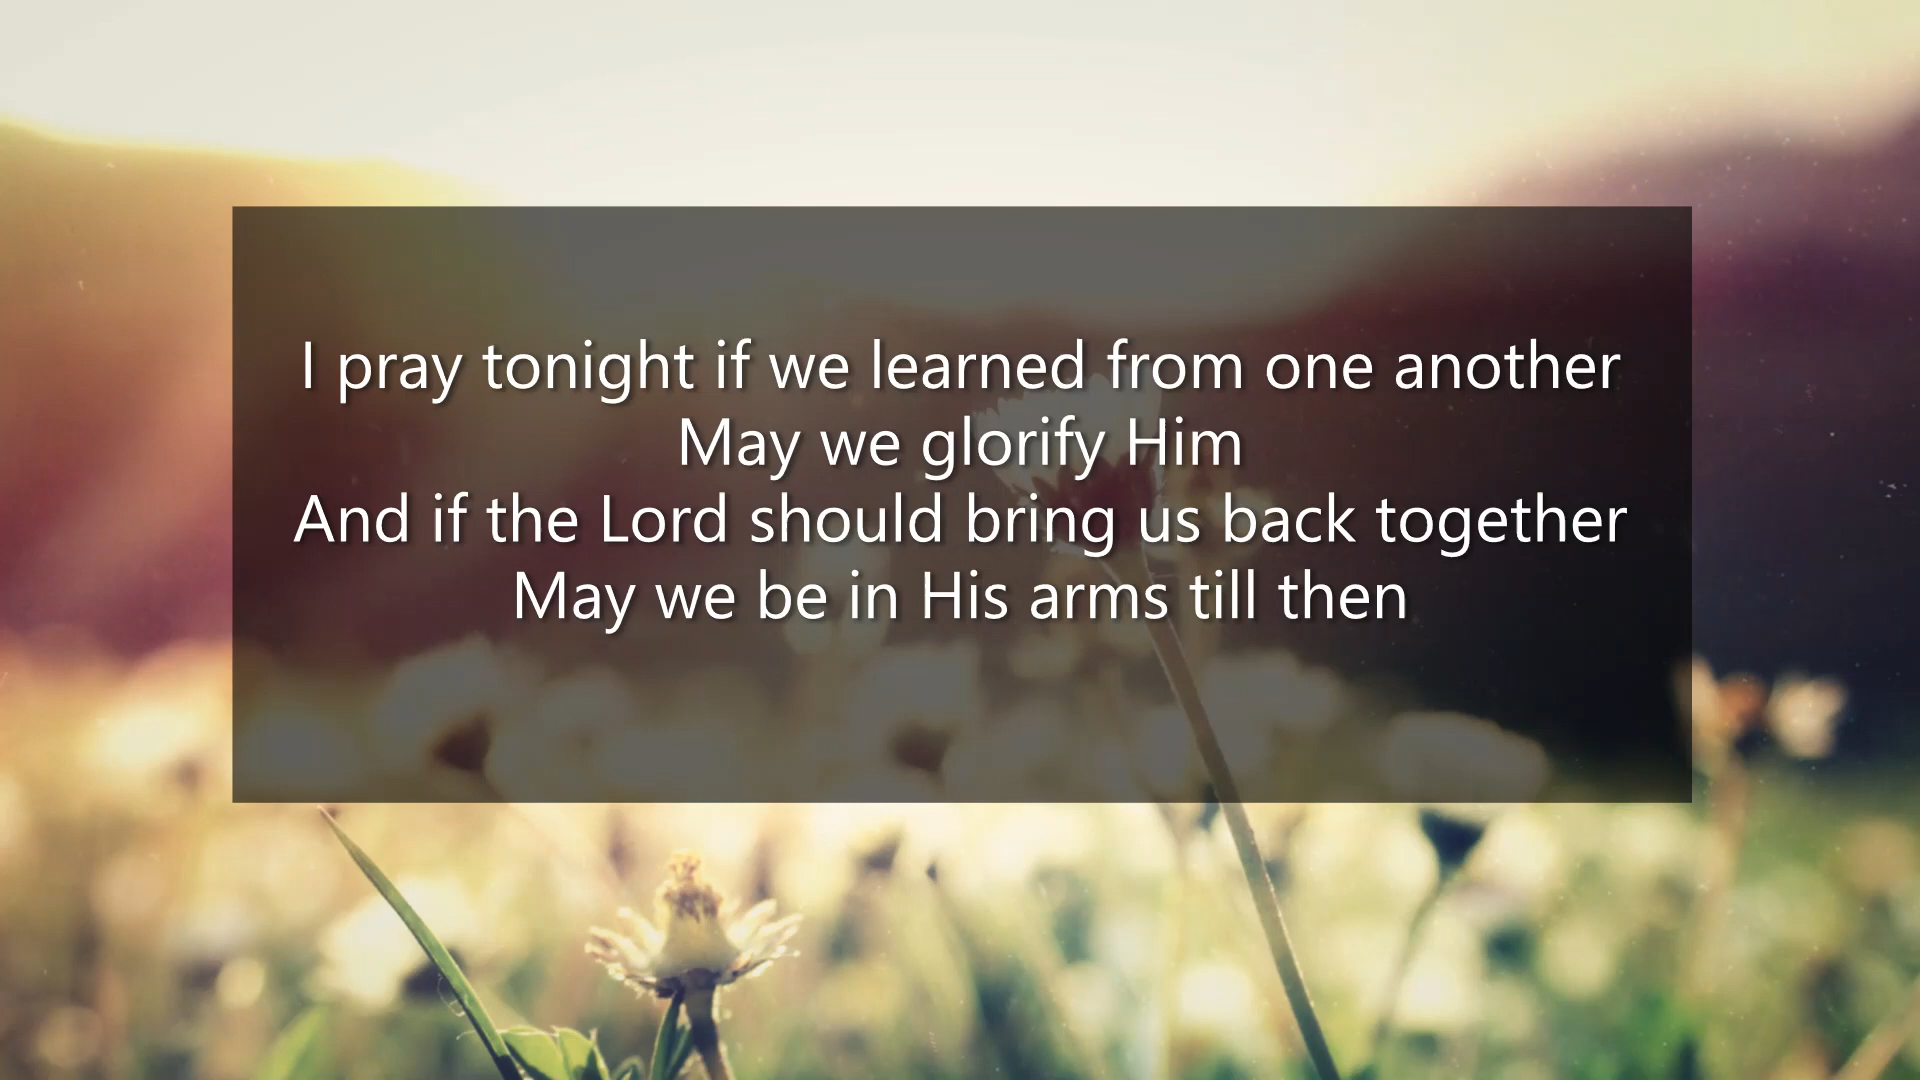 I pray tonight if we learned from one another
May we glorify Him
And if the Lord should bring us back together
May we be in His arms till then